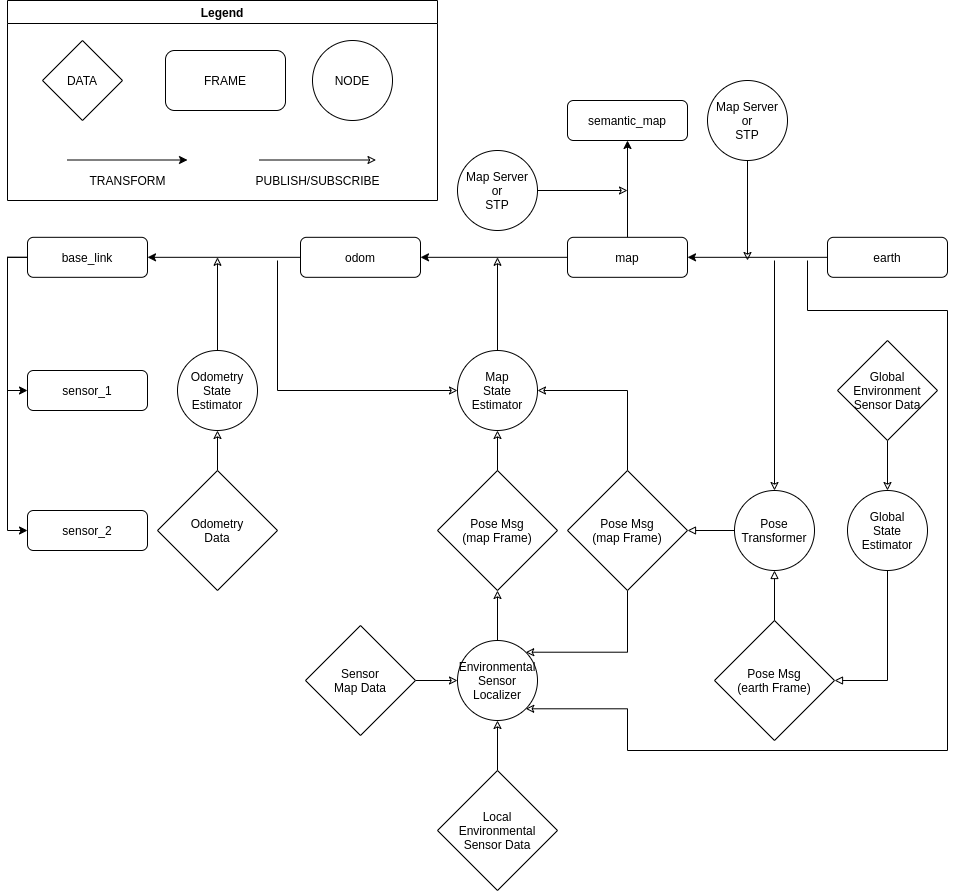 Legend
DATA
FRAME
NODE
TRANSFORM
PUBLISH/SUBSCRIBE
semantic_map
Map Server
or
STP
Map Server
or
STP
base_link
odom
map
earth
sensor_1
Odometry
State
Estimator
Map
State
Estimator
Global
Environment
Sensor Data
sensor_2
Odometry
Data
Pose Msg
(map Frame)
Pose Msg
(map Frame)
Pose
Transformer
Global
State
Estimator
Sensor
Map Data
Environmental
Sensor
Localizer
Pose Msg
(earth Frame)
Local
Environmental
Sensor Data